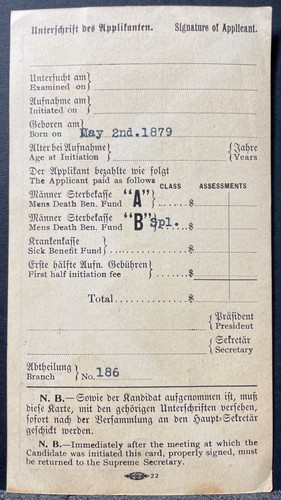 Unterschrift des Applikanten. Signature of Applicant.
Untersucht am
Examined on
Aufnahme am
Initiated on
Geboren am
Born on May 2nd.1879
Alter bei Aufnahme Jahre
Age at Initiation Years
Der Applikant bezahlte wie folgt
The Applicant paid as follows CLASS ASSESSMENTS
Männer Sterbekasse "A"
Mens Death Ben. Fund $
Männer Sterbekasse "B"
Mens Death Ben. Fund Spl. $
Krankenkasse
Sick Benefit Fund $
Erste hälfte Aufn. Gebühren
First half initiation fee $
Total $
Präsident
President
Sekretär
Secretary
Abtheilung
Branch No. 186
N. B.—Sowie der Kandidat aufgenommen ist, muß
diese Karte, mit den gehörigen Unterschriften versehen,
sofort nach der Versammlung an den Haupt-Sekretär
geschickt werden.
N. B.—Immediately after the meeting at which the
Candidate was initiated this card, properly signed, must
be returned to the Supreme Secretary.
22